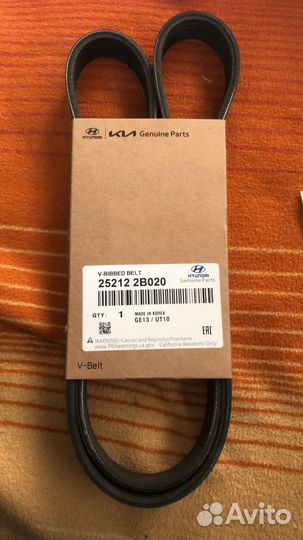 HYUNDAI KIA Genuine Parts
V-RIBBED BELT
25212 2B020
HYUNDAI
Genuine Parts
QTY: 1
MADE IN KOREA
GE13 / UT10
EAC
WARNING: Cancer and Reproductive Harm
www.P65warnings.ca.gov California Residents Only
V-Belt
Avito